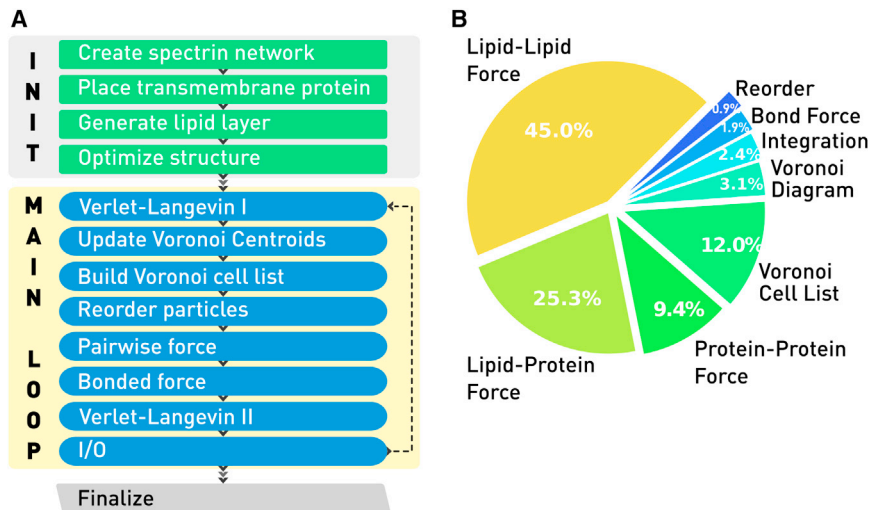 A
INIT
Create spectrin network
Place transmembrane protein
Generate lipid layer
Optimize structure
MAIN LOOP
Verlet-Langevin I
Update Voronoi Centroids
Build Voronoi cell list
Reorder particles
Pairwise force
Bonded force
Verlet-Langevin II
I/O
Finalize
B
Lipid-Lipid
Force
45.0%
Reorder
0.9%
Bond Force
1.9%
Integration
2.4%
Voronoi
Diagram
3.1%
12.0%
Voronoi
Cell List
9.4%
Protein-Protein
Force
25.3%
Lipid-Protein
Force